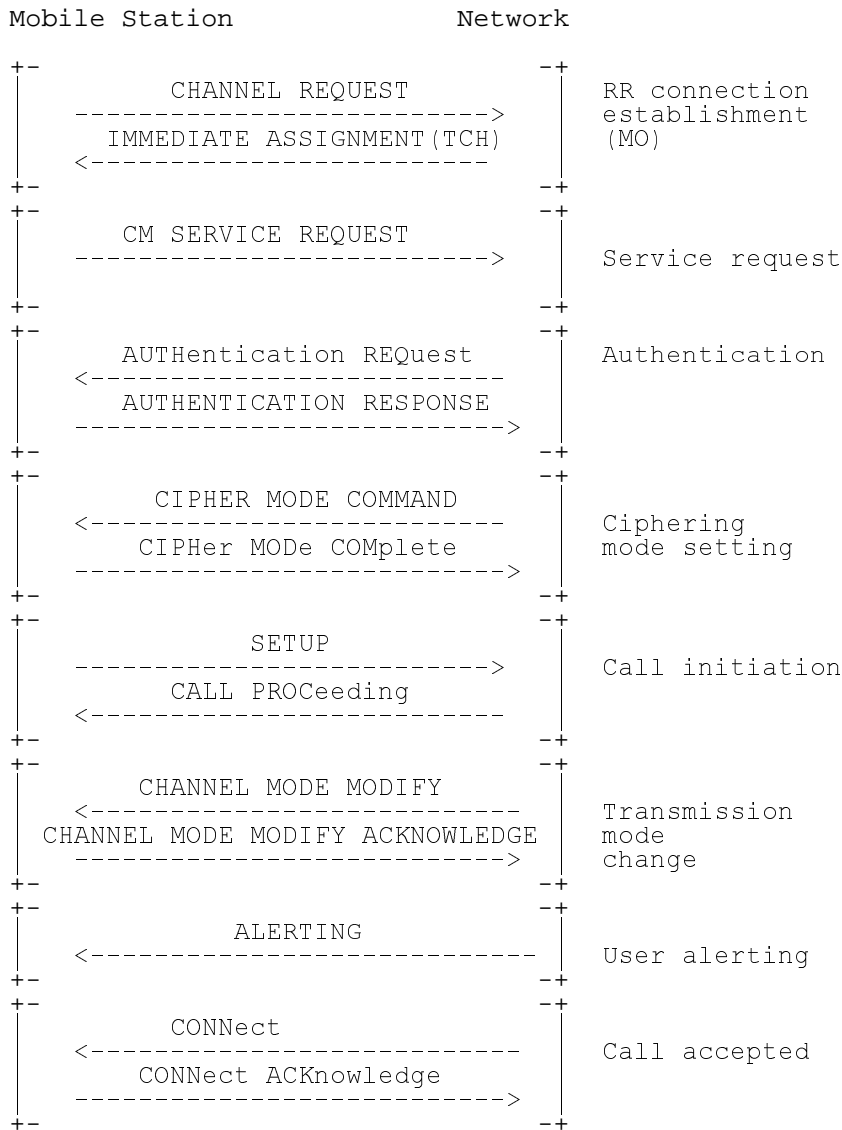 Mobile Station Network
CHANNEL REQUEST RR connection
establishment
IMMEDIATE ASSIGNMENT(TCH) (MO)
CM SERVICE REQUEST
Service request
AUTHentication REQuest Authentication
AUTHENTICATION RESPONSE
CIPHER MODE COMMAND
Ciphering
CIPHer MODe COMplete mode setting
SETUP
Call initiation
CALL PROCeeding
CHANNEL MODE MODIFY
Transmission
CHANNEL MODE MODIFY ACKNOWLEDGE mode
change
ALERTING
User alerting
CONNect
Call accepted
CONNect ACKnowledge